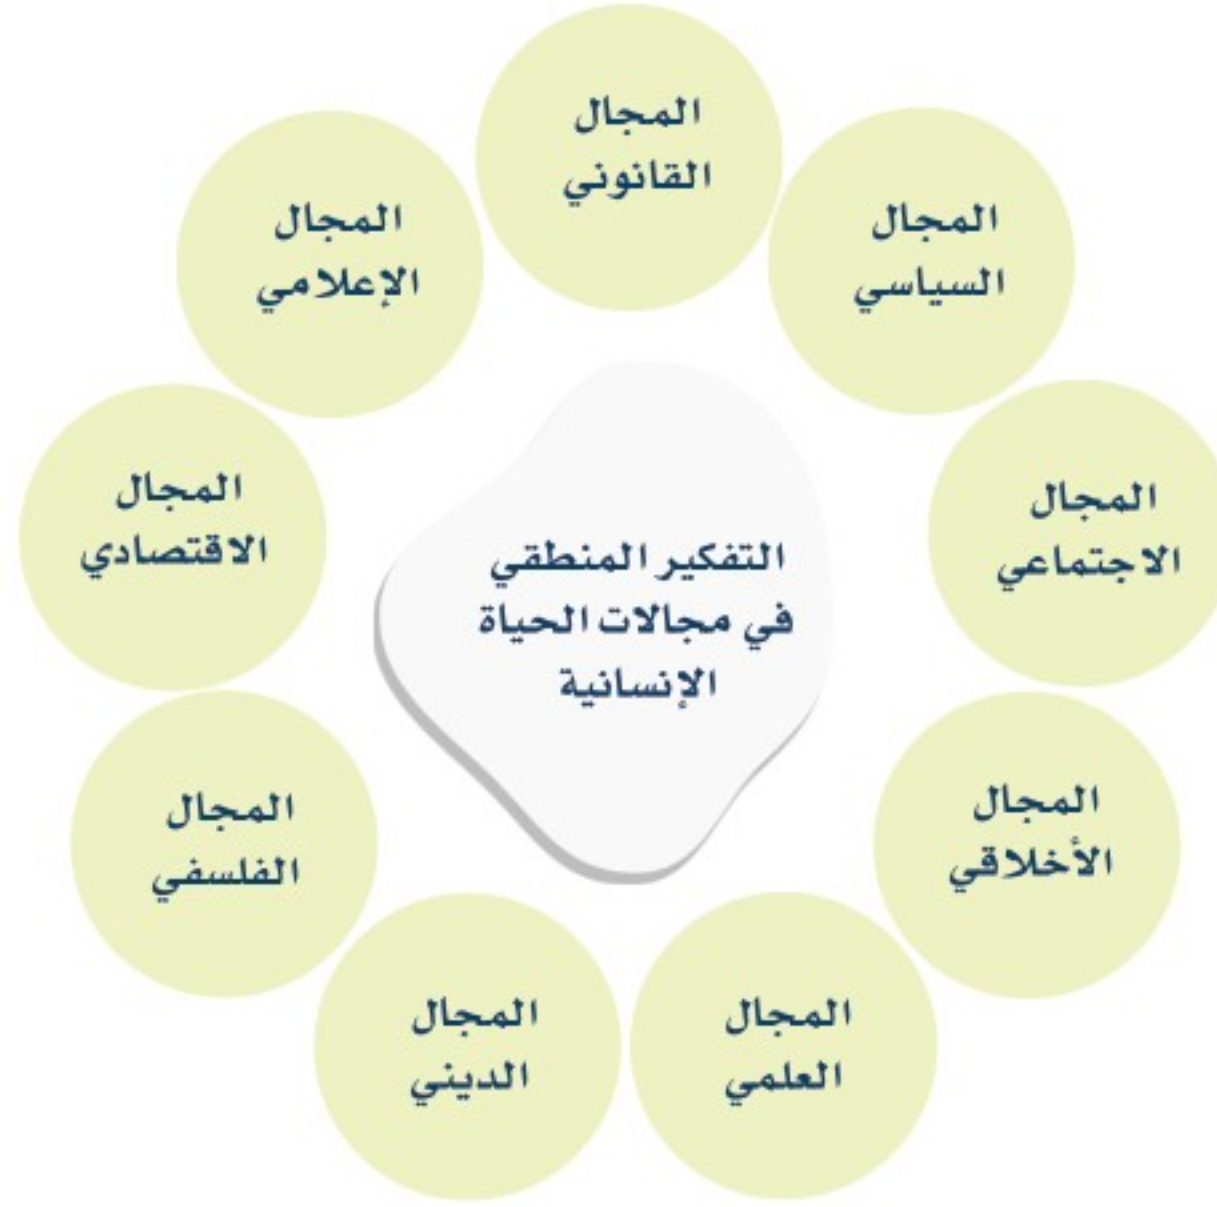 المجال
القانوني
المجال
السياسي
المجال
الاجتماعي
المجال
الأخلاقي
المجال
العلمي
المجال
الديني
المجال
الفلسفي
المجال
الاقتصادي
المجال
الإعلامي
التفكير المنطقي
في مجالات الحياة
الإنسانية